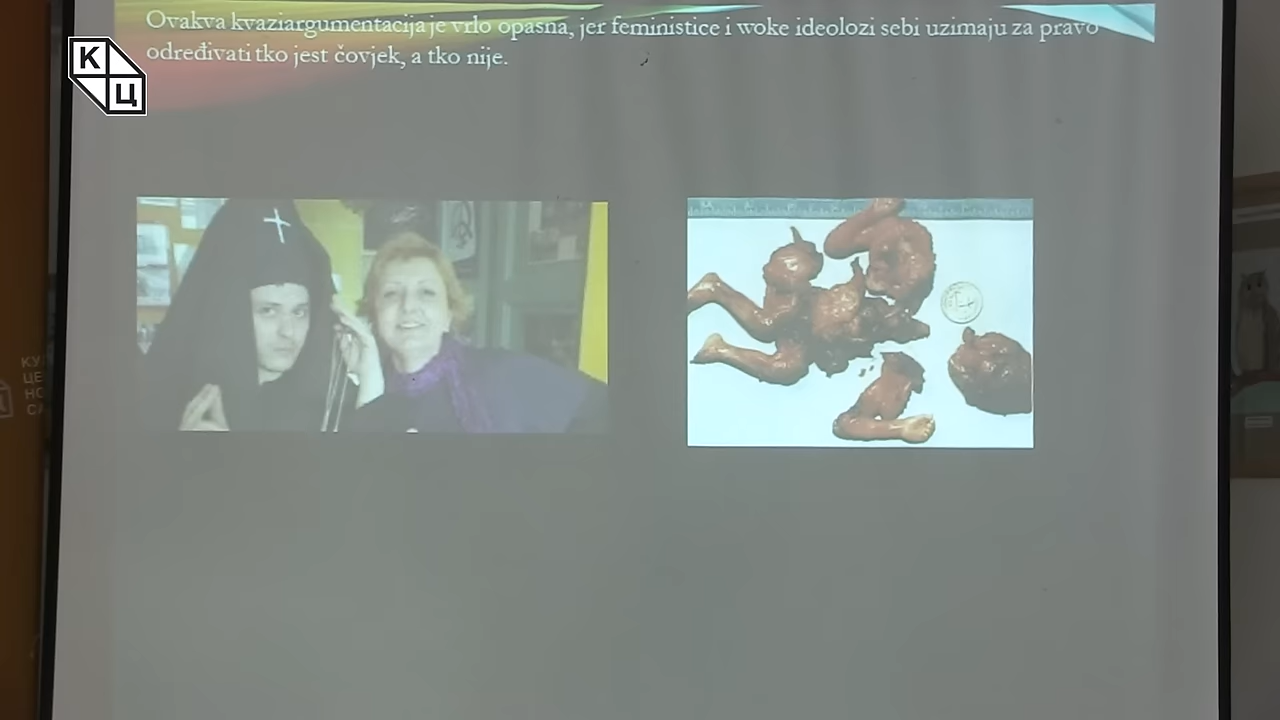 Ovakva kvaziargumentacija je vrlo opasna, jer feministice i woke ideolozi sebi uzimaju za pravo
određivati tko jest čovjek, a tko nije.
К
Ц